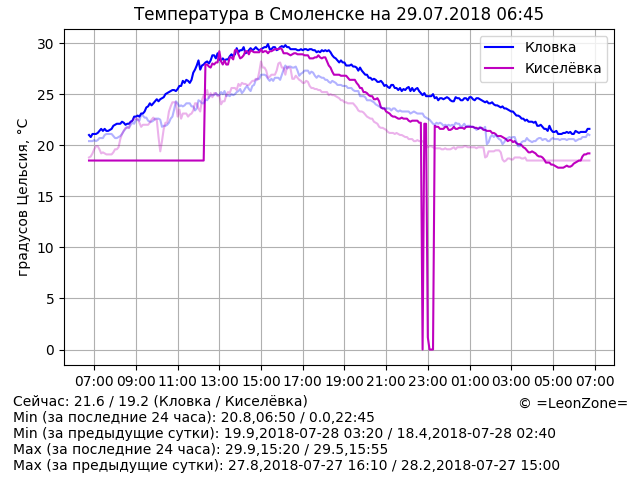 Температура в Смоленске на 29.07.2018 06:45
Кловка
Киселёвка
градусов Цельсия, °C
30
25
20
15
10
5
0
07:00 09:00 11:00 13:00 15:00 17:00 19:00 21:00 23:00 01:00 03:00 05:00 07:00
Сейчас: 21.6 / 19.2 (Кловка / Киселёвка)
© =LeonZone=
Min (за последние 24 часа): 20.8,06:50 / 0.0,22:45
Min (за предыдущие сутки): 19.9,2018-07-28 03:20 / 18.4,2018-07-28 02:40
Max (за последние 24 часа): 29.9,15:20 / 29.5,15:55
Max (за предыдущие сутки): 27.8,2018-07-27 16:10 / 28.2,2018-07-27 15:00